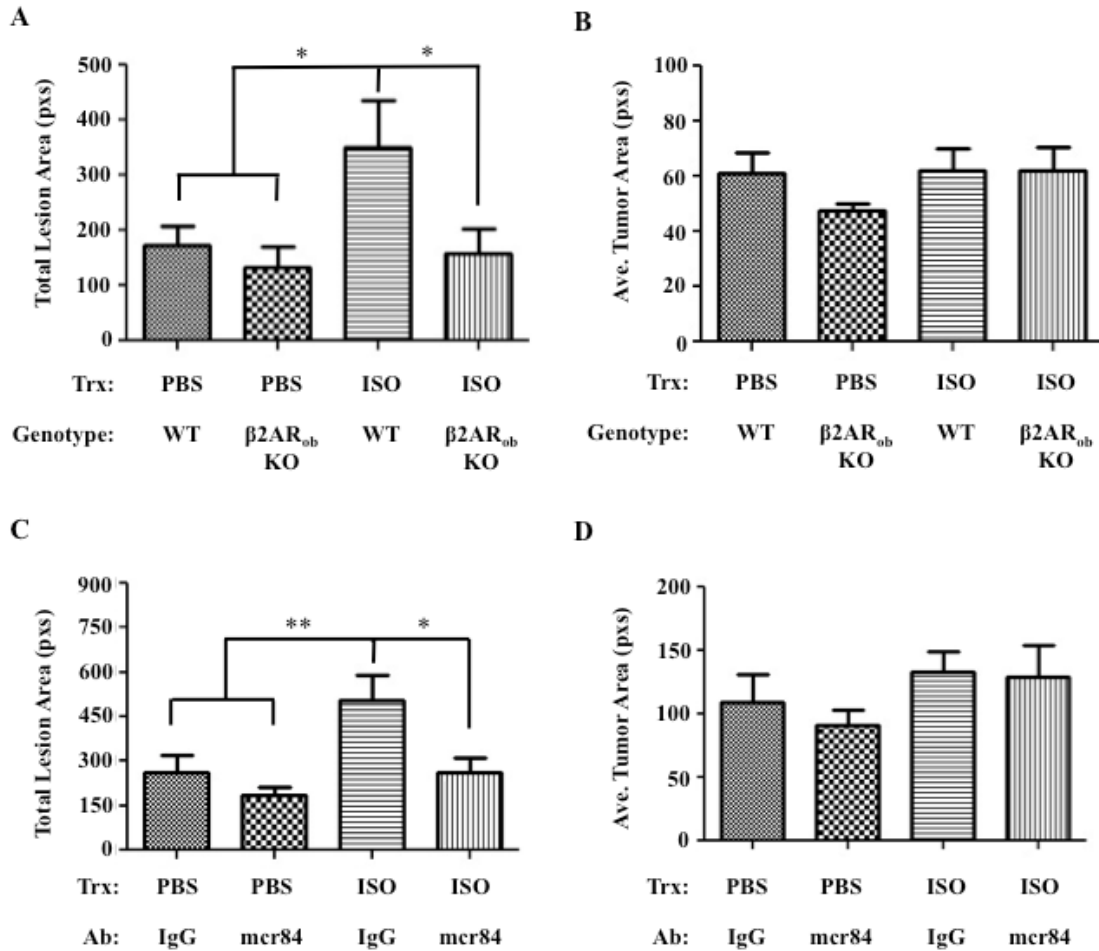 A
Total Lesion Area (pxs)
500
400
300
200
100
0
*
*
Trx: PBS PBS ISO ISO
Genotype: WT β2ARob WT β2ARob
KO KO
B
Ave. Tumor Area (pxs)
100
80
60
40
20
0
Trx: PBS PBS ISO ISO
Genotype: WT β2ARob WT β2ARob
KO KO
C
Total Lesion Area (pxs)
900
750
600
450
300
150
0
**
*
Trx: PBS PBS ISO ISO
Ab: IgG mcr84 IgG mcr84
D
Ave. Tumor Area (pxs)
200
150
100
50
0
Trx: PBS PBS ISO ISO
Ab: IgG mcr84 IgG mcr84